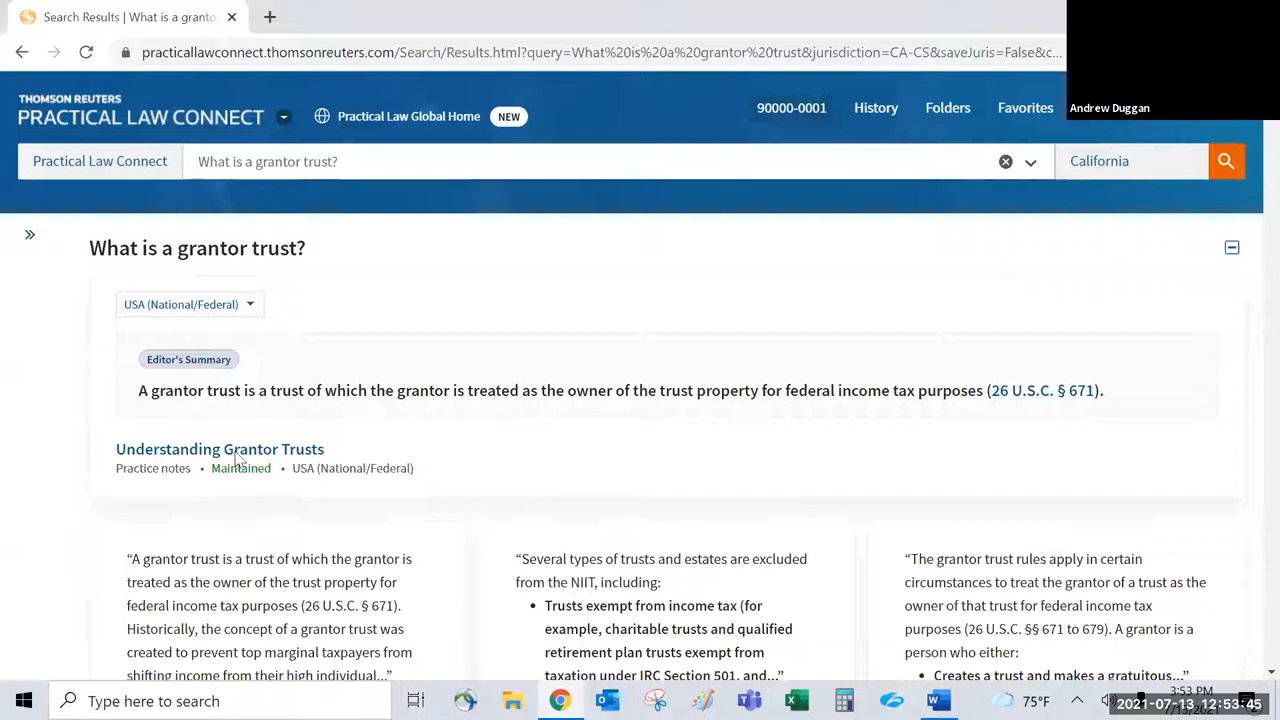 Search Results | What is a granto
practicallawconnect.thomsonreuters.com/Search/Results.html?query=What%20is%20a%20grantor%20trust&jurisdiction=CA-CS&saveJuris=False&c...
Andrew Duggan
THOMSON REUTERS
PRACTICAL LAW CONNECT
Practical Law Global Home
NEW
90000-0001
History
Folders
Favorites
Practical Law Connect
What is a grantor trust?
California
What is a grantor trust?
USA (National/Federal)
Editor's Summary
A grantor trust is a trust of which the grantor is treated as the owner of the trust property for federal income tax purposes (26 U.S.C. § 671).
Understanding Grantor Trusts
Practice notes • Maintained • USA (National/Federal)
“A grantor trust is a trust of which the grantor is
treated as the owner of the trust property for
federal income tax purposes (26 U.S.C. § 671).
Historically, the concept of a grantor trust was
created to prevent top marginal taxpayers from
shifting income from their high individual...”
“Several types of trusts and estates are excluded
from the NIIT, including:
• Trusts exempt from income tax (for
example, charitable trusts and qualified
retirement plan trusts exempt from
taxation under IRC Section 501, and...”
“The grantor trust rules apply in certain
circumstances to treat the grantor of a trust as the
owner of that trust for federal income tax
purposes (26 U.S.C. §§ 671 to 679). A grantor is a
person who either:
• Creates a trust and makes a gratuitous...”
Type here to search
75°F
3:53 PM
2021-07-13 12:53:45